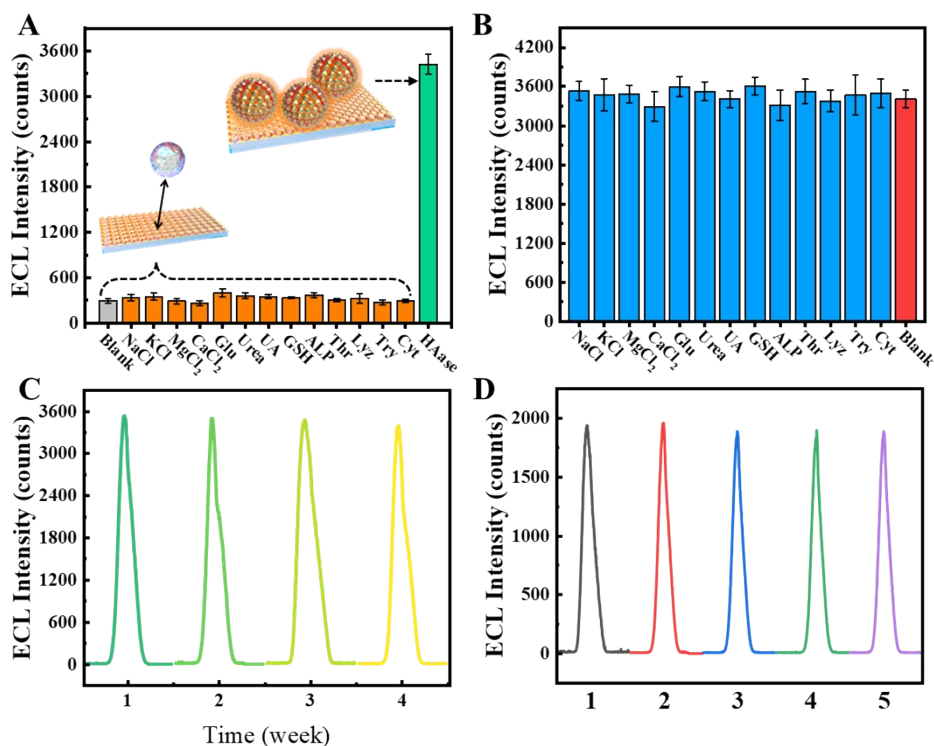 A
ECL Intensity (counts)
3600
3000
2400
1800
1200
600
0
Blank
NaCl
KCl
MgCl₂
CaCl₂
Glu
Urea
UA
GSH
ALP
Thr
Lyz
Try
Cyt
HAase
B
ECL Intensity (counts)
4200
3600
3000
2400
1800
1200
600
0
NaCl
KCl
MgCl₂
CaCl₂
Glu
Urea
UA
GSH
ALP
Thr
Lyz
Try
Cyt
Blank
C
ECL Intensity (counts)
3600
3000
2400
1800
1200
600
0
1 2 3 4
Time (week)
D
ECL Intensity (counts)
2000
1500
1000
500
0
1 2 3 4 5